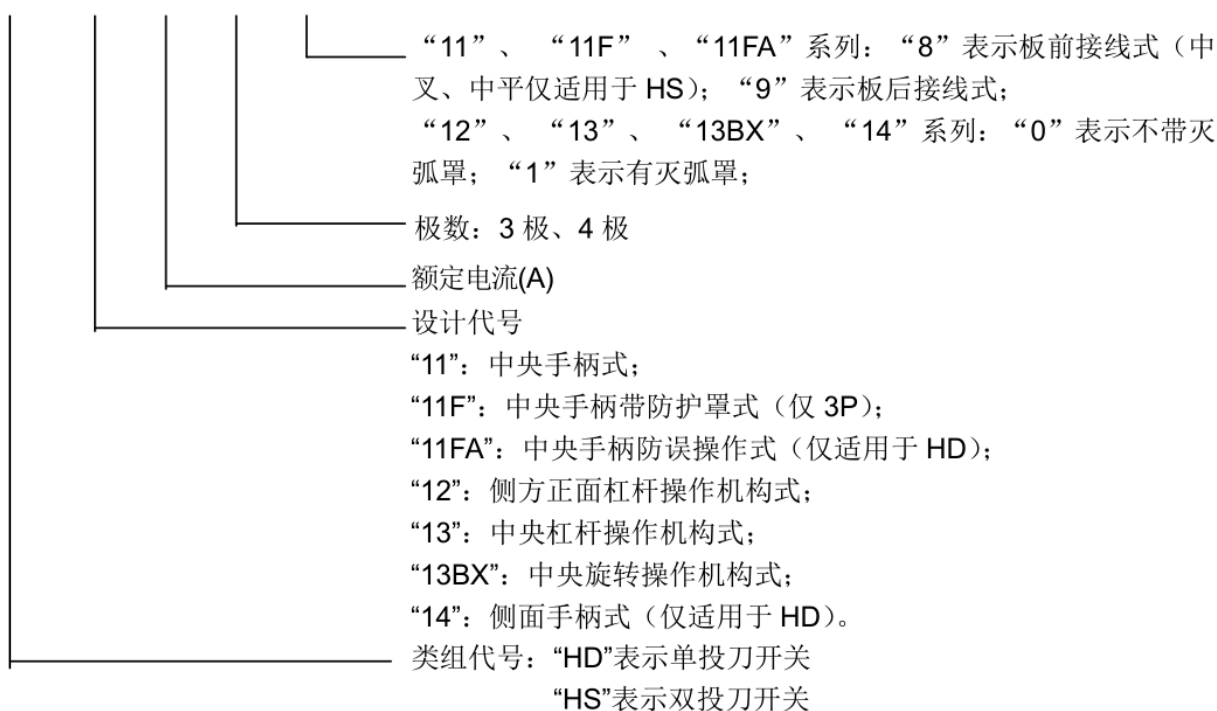 “11”、 “11F” 、“11FA”系列：“8”表示板前接线式（中
叉、中平仅适用于 HS）；“9”表示板后接线式；
“12”、 “13”、 “13BX”、 “14”系列：“0”表示不带灭
弧罩；“1”表示有灭弧罩；
极数：3 极、4 极
额定电流(A)
设计代号
“11”：中央手柄式；
“11F”：中央手柄带防护罩式（仅 3P）；
“11FA”：中央手柄防误操作式（仅适用于 HD）；
“12”：侧方正面杠杆操作机构式；
“13”：中央杠杆操作机构式；
“13BX”：中央旋转操作机构式；
“14”：侧面手柄式（仅适用于 HD）。
类组代号：“HD”表示单投刀开关
“HS”表示双投刀开关